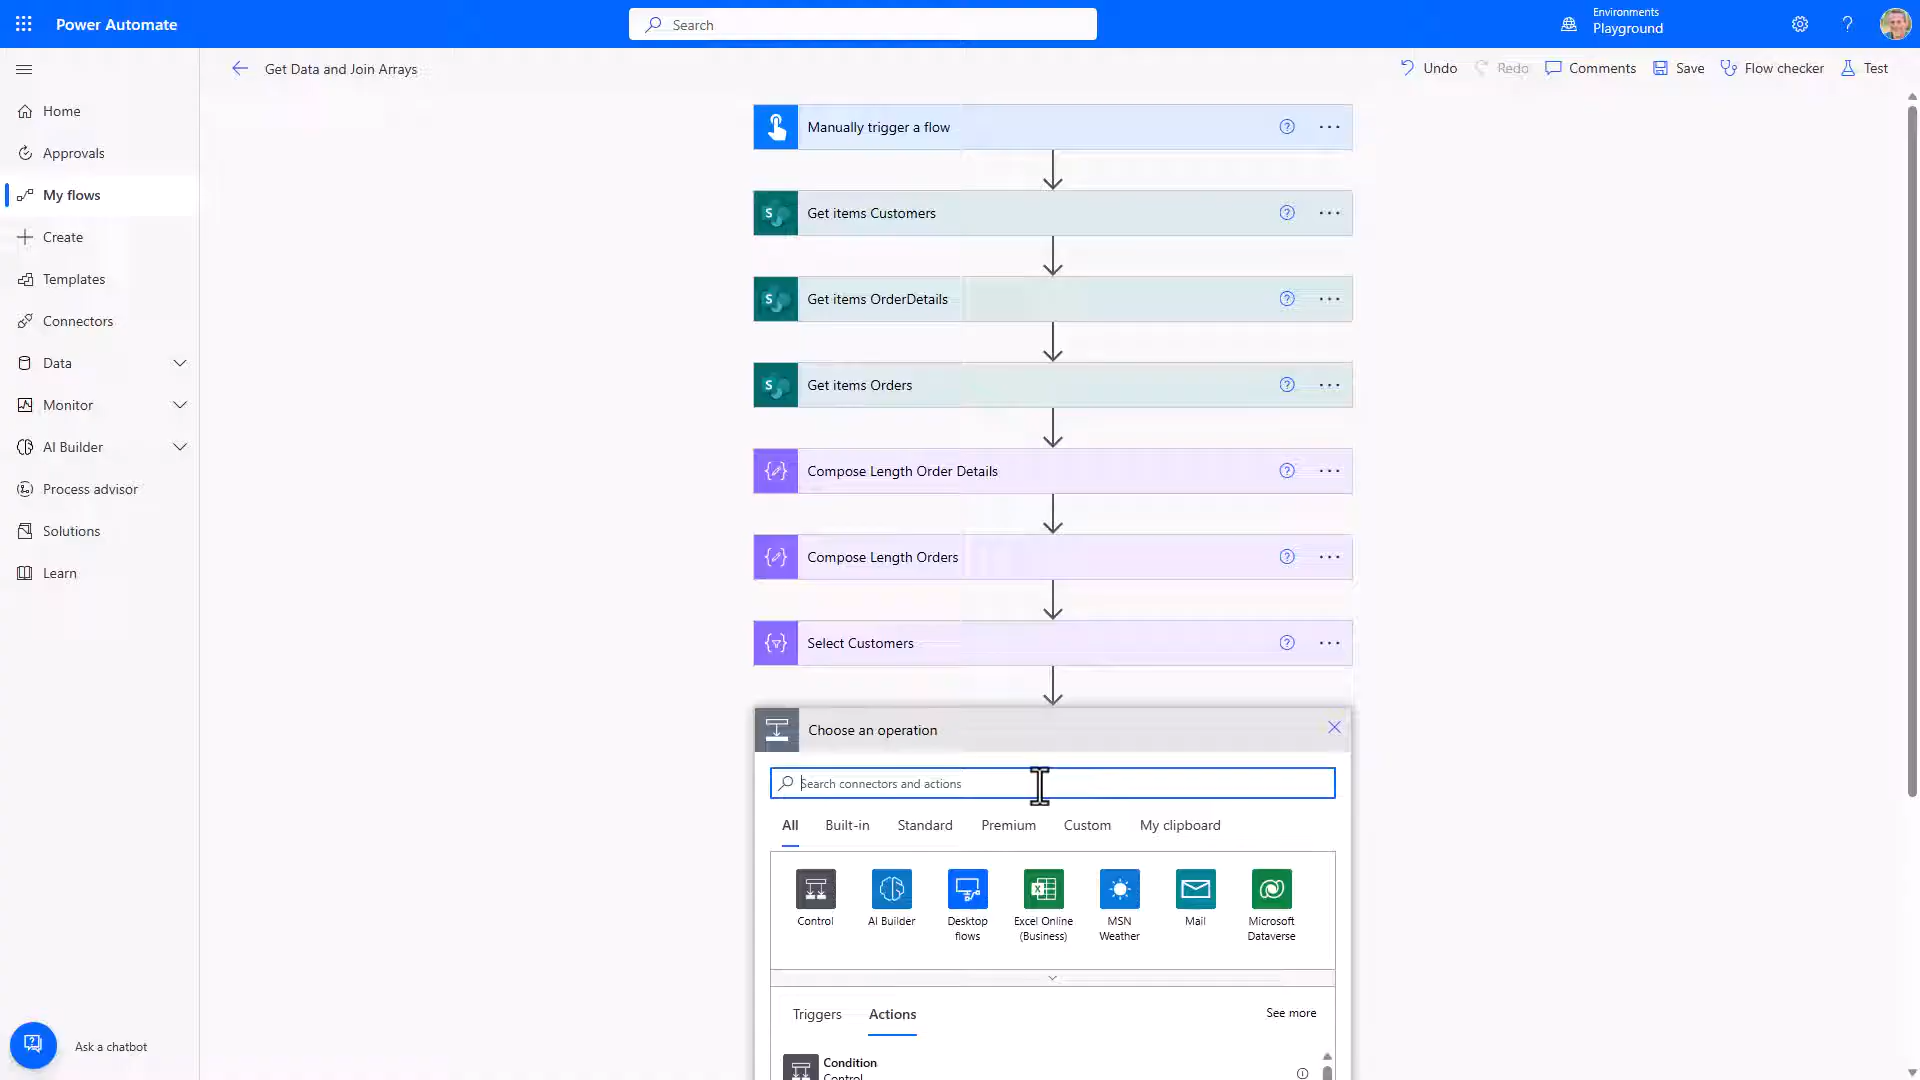 Power Automate
Search
Environments
Playground
Get Data and Join Arrays
Undo
Redo
Comments
Save
Flow checker
Test
Home
Approvals
My flows
Create
Templates
Connectors
Data
Monitor
AI Builder
Process advisor
Solutions
Learn
Ask a chatbot
Manually trigger a flow
Get items Customers
Get items OrderDetails
Get items Orders
Compose Length Order Details
Compose Length Orders
Select Customers
Choose an operation
Search connectors and actions
All
Built-in
Standard
Premium
Custom
My clipboard
Control
AI Builder
Desktop
flows
Excel Online
(Business)
MSN
Weather
Mail
Microsoft
Dataverse
Triggers
Actions
See more
Condition
Control